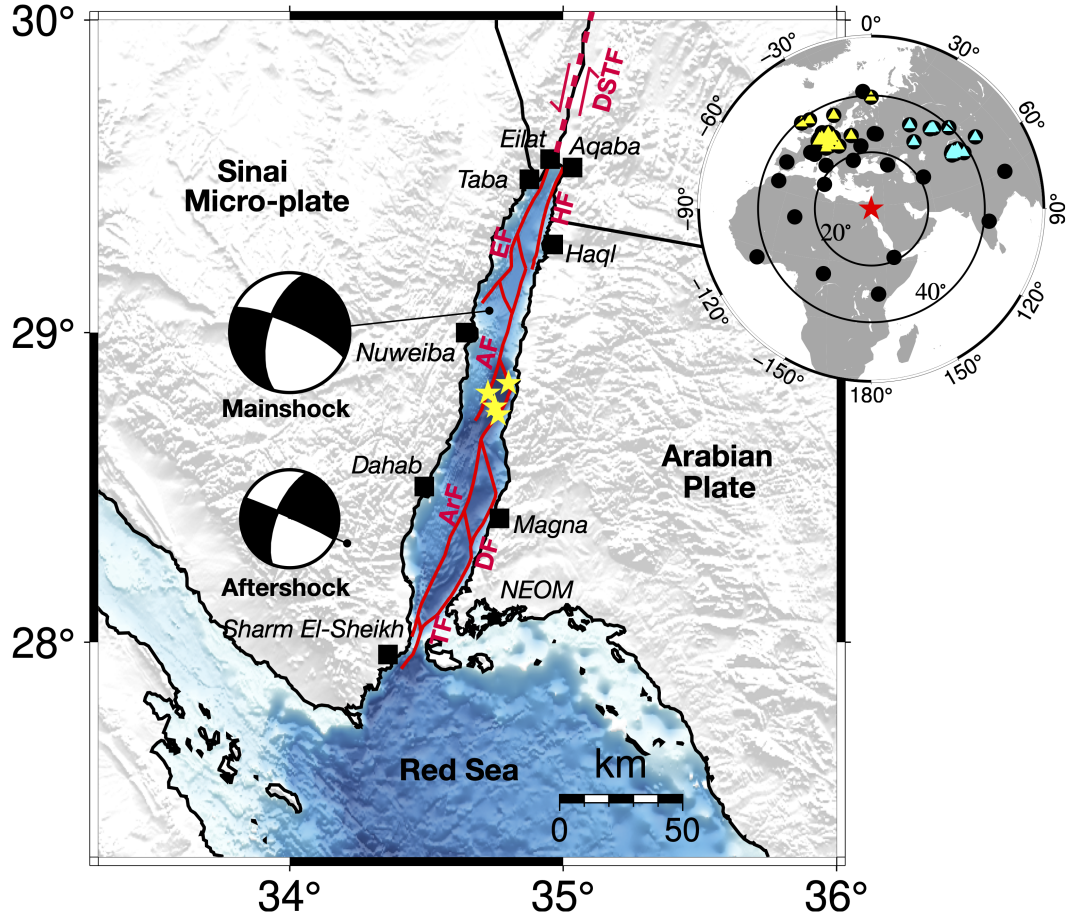 30°
29°
28°
34°
35°
36°
Sinai
Micro-plate
Eilat
Aqaba
Taba
DSTF
HF
EF
Haql
Nuweiba
AF
Mainshock
Dahab
ArF
Magna
DF
Aftershock
NEOM
Sharm El-Sheikh
TF
Arabian
Plate
Red Sea
km
0
50
0°
30°
60°
90°
120°
150°
180°
−150°
−120°
−90°
−60°
−30°
20°
40°